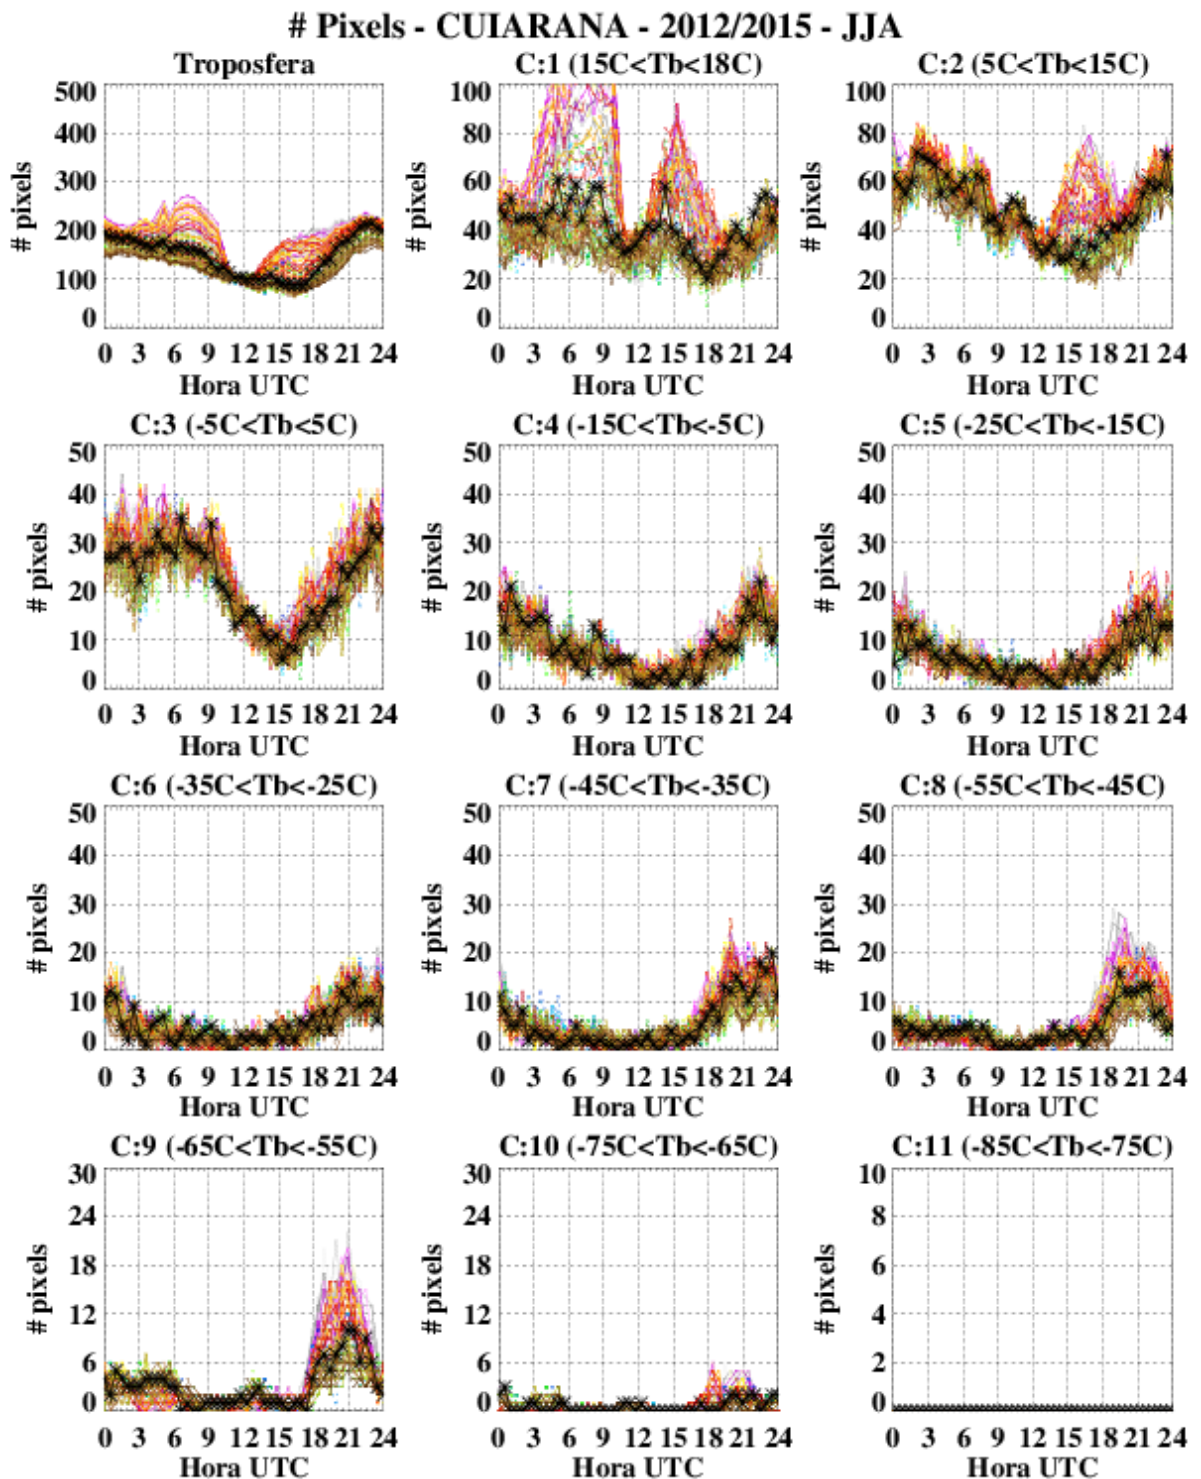 # Pixels - CUIARANA - 2012/2015 - JJA
Troposfera
C:1 (15C<Tb<18C)
C:2 (5C<Tb<15C)
500
400
300
200
100
0
# pixels
0 3 6 9 12 15 18 21 24
Hora UTC
100
80
60
40
20
0
# pixels
0 3 6 9 12 15 18 21 24
Hora UTC
100
80
60
40
20
0
# pixels
0 3 6 9 12 15 18 21 24
Hora UTC
C:3 (-5C<Tb<5C)
C:4 (-15C<Tb<-5C)
C:5 (-25C<Tb<-15C)
50
40
30
20
10
0
# pixels
0 3 6 9 12 15 18 21 24
Hora UTC
50
40
30
20
10
0
# pixels
0 3 6 9 12 15 18 21 24
Hora UTC
50
40
30
20
10
0
# pixels
0 3 6 9 12 15 18 21 24
Hora UTC
C:6 (-35C<Tb<-25C)
C:7 (-45C<Tb<-35C)
C:8 (-55C<Tb<-45C)
50
40
30
20
10
0
# pixels
0 3 6 9 12 15 18 21 24
Hora UTC
50
40
30
20
10
0
# pixels
0 3 6 9 12 15 18 21 24
Hora UTC
50
40
30
20
10
0
# pixels
0 3 6 9 12 15 18 21 24
Hora UTC
C:9 (-65C<Tb<-55C)
C:10 (-75C<Tb<-65C)
C:11 (-85C<Tb<-75C)
30
24
18
12
6
0
# pixels
0 3 6 9 12 15 18 21 24
Hora UTC
30
24
18
12
6
0
# pixels
0 3 6 9 12 15 18 21 24
Hora UTC
10
8
6
4
2
0
# pixels
0 3 6 9 12 15 18 21 24
Hora UTC